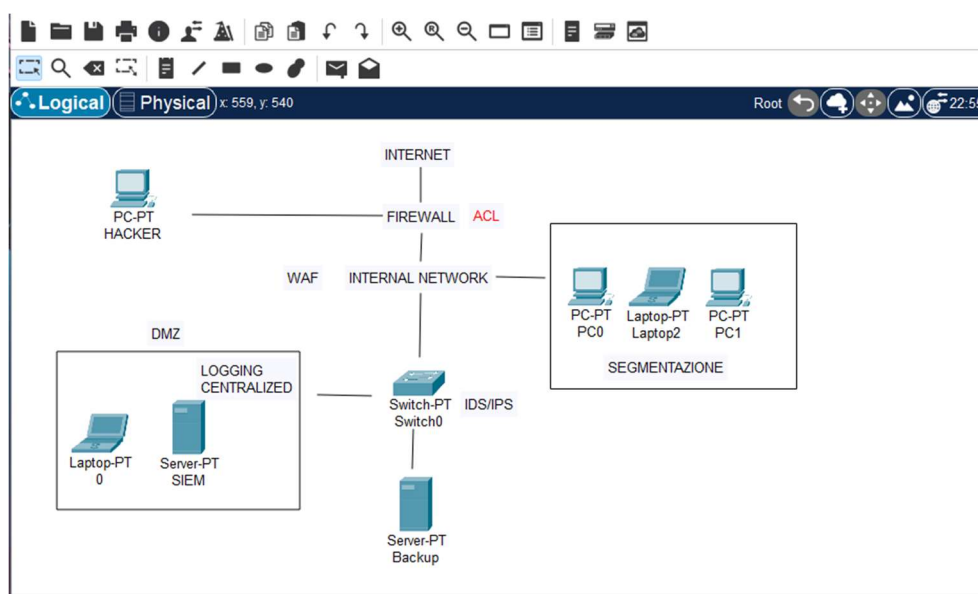 Logical
Physical
x: 559, y: 540
Root
22:55
INTERNET
PC-PT
HACKER
FIREWALL
ACL
WAF
INTERNAL NETWORK
PC-PT
PC0
Laptop-PT
Laptop2
PC-PT
PC1
SEGMENTAZIONE
DMZ
LOGGING
CENTRALIZED
Laptop-PT
0
Server-PT
SIEM
Switch-PT
Switch0
IDS/IPS
Server-PT
Backup